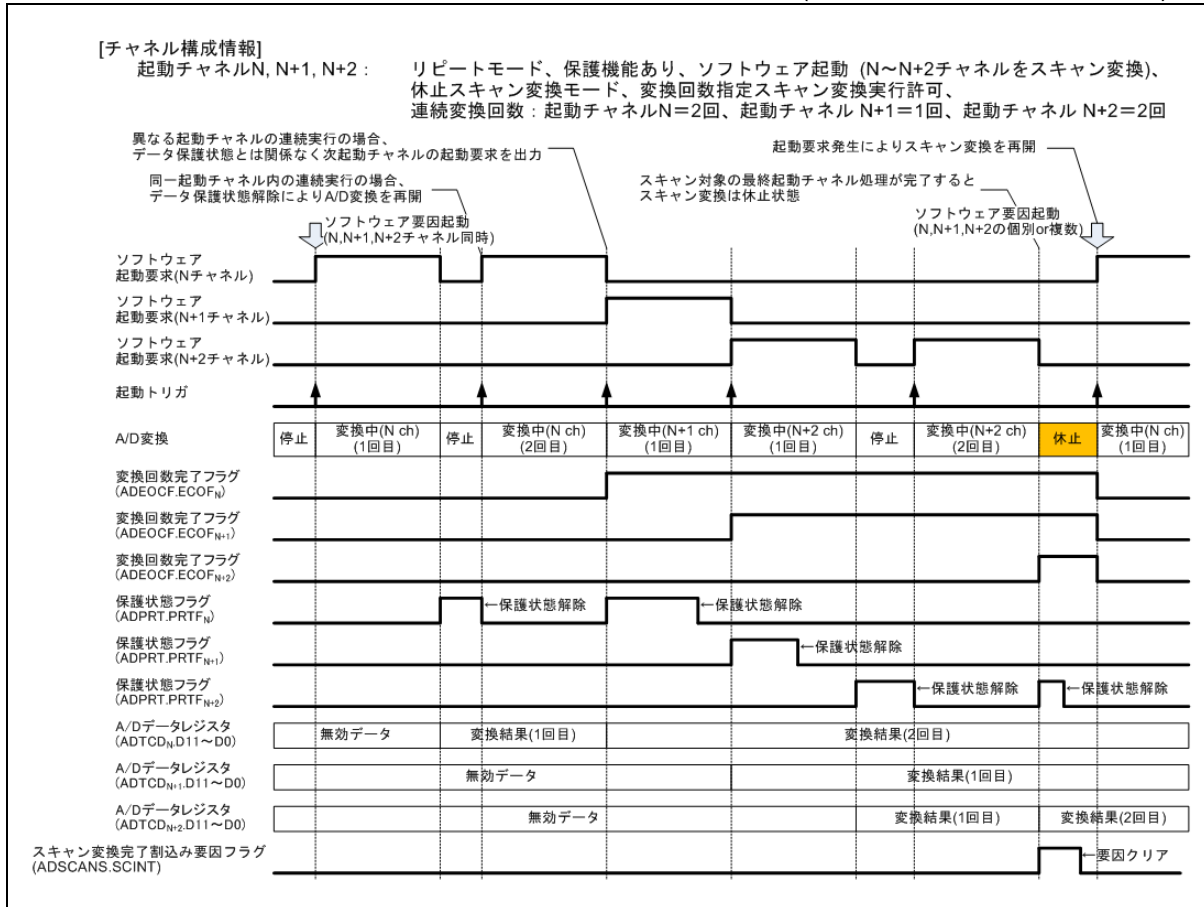 [チャネル構成情報]
起動チャネルN, N+1, N+2 : リピートモード、保護機能あり、ソフトウェア起動 (N～N+2チャネルをスキャン変換)、
休止スキャン変換モード、変換回数指定スキャン変換実行許可、
連続変換回数 : 起動チャネルN＝2回、起動チャネル N+1＝1回、起動チャネル N+2＝2回
異なる起動チャネルの連続実行の場合、
データ保護状態とは関係なく次起動チャネルの起動要求を出力
同一起動チャネル内の連続実行の場合、
データ保護状態解除によりA/D変換を再開
ソフトウェア要因起動
(N,N+1,N+2チャネル同時)
起動要求発生によりスキャン変換を再開
スキャン対象の最終起動チャネル処理が完了すると
スキャン変換は休止状態
ソフトウェア要因起動
(N,N+1,N+2の個別or複数)
ソフトウェア
起動要求(Nチャネル)
ソフトウェア
起動要求(N+1チャネル)
ソフトウェア
起動要求(N+2チャネル)
起動トリガ
A/D変換
停止
変換中(N ch)
(1回目)
停止
変換中(N ch)
(2回目)
変換中(N+1 ch)
(1回目)
変換中(N+2 ch)
(1回目)
停止
変換中(N+2 ch)
(2回目)
休止
変換中(N ch)
(1回目)
変換回数完了フラグ
(ADEOCF.ECOFN)
変換回数完了フラグ
(ADEOCF.ECOFN+1)
変換回数完了フラグ
(ADEOCF.ECOFN+2)
保護状態フラグ
(ADPRT.PRTFN)
←保護状態解除
←保護状態解除
保護状態フラグ
(ADPRT.PRTFN+1)
←保護状態解除
保護状態フラグ
(ADPRT.PRTFN+2)
←保護状態解除
←保護状態解除
A/Dデータレジスタ
(ADTCDN.D11～D0)
無効データ
変換結果(1回目)
変換結果(2回目)
A/Dデータレジスタ
(ADTCDN+1.D11～D0)
無効データ
変換結果(1回目)
A/Dデータレジスタ
(ADTCDN+2.D11～D0)
無効データ
変換結果(1回目)
変換結果(2回目)
スキャン変換完了割込み要因フラグ
(ADSCANS.SCINT)
←要因クリア